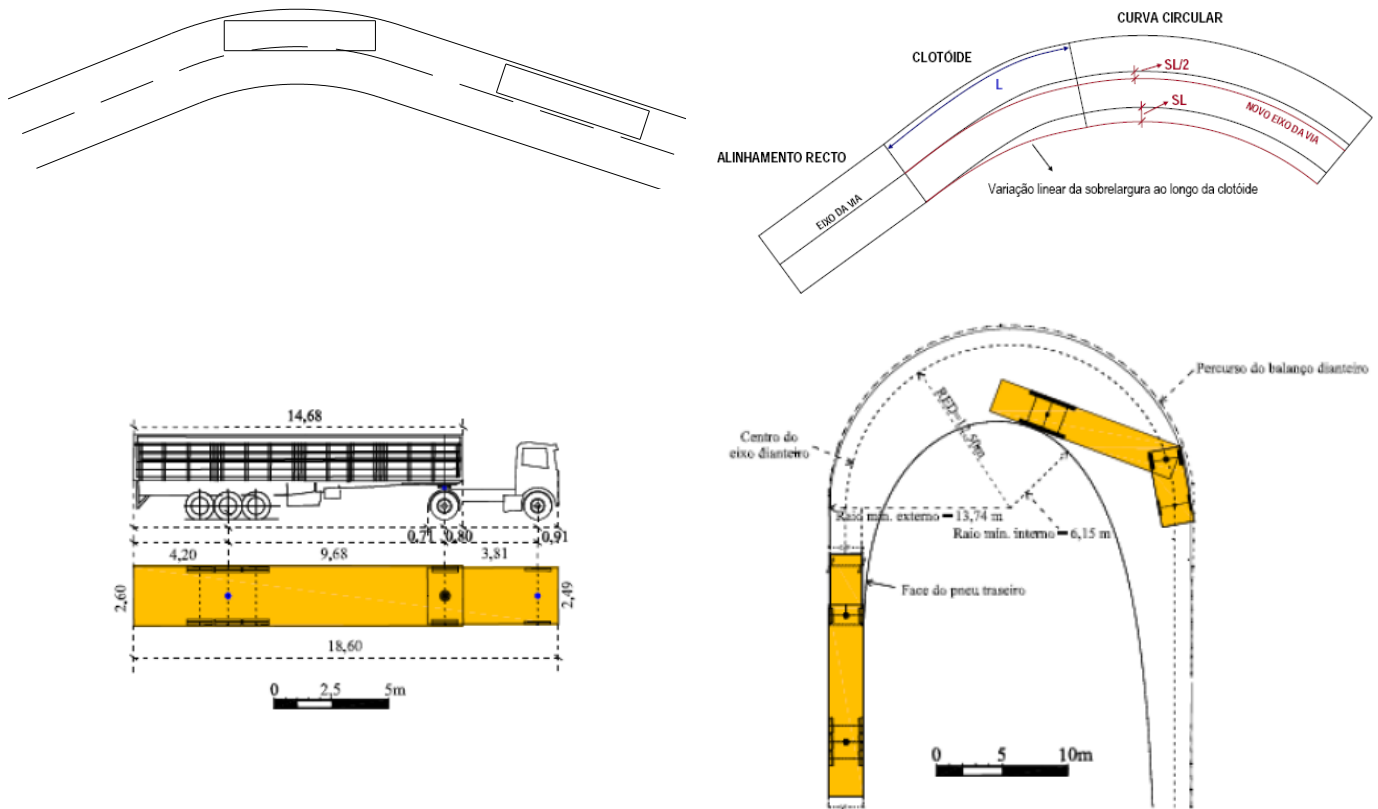 CURVA CIRCULAR
CLOTÓIDE
SL/2
L
SL
NOVO EIXO DA VIA
ALINHAMENTO RECTO
EIXO DA VIA
Variação linear da sobrelargura ao longo da clotóide
14,68
0,71
0,80
0,91
4,20
9,68
3,81
2,60
2,49
18,60
0 2,5 5m
Percurso do balanço dianteiro
Centro do
eixo dianteiro
Raio mín. externo = 13,74 m
Raio mín. interno = 6,15 m
Face do pneu traseiro
0 5 10m